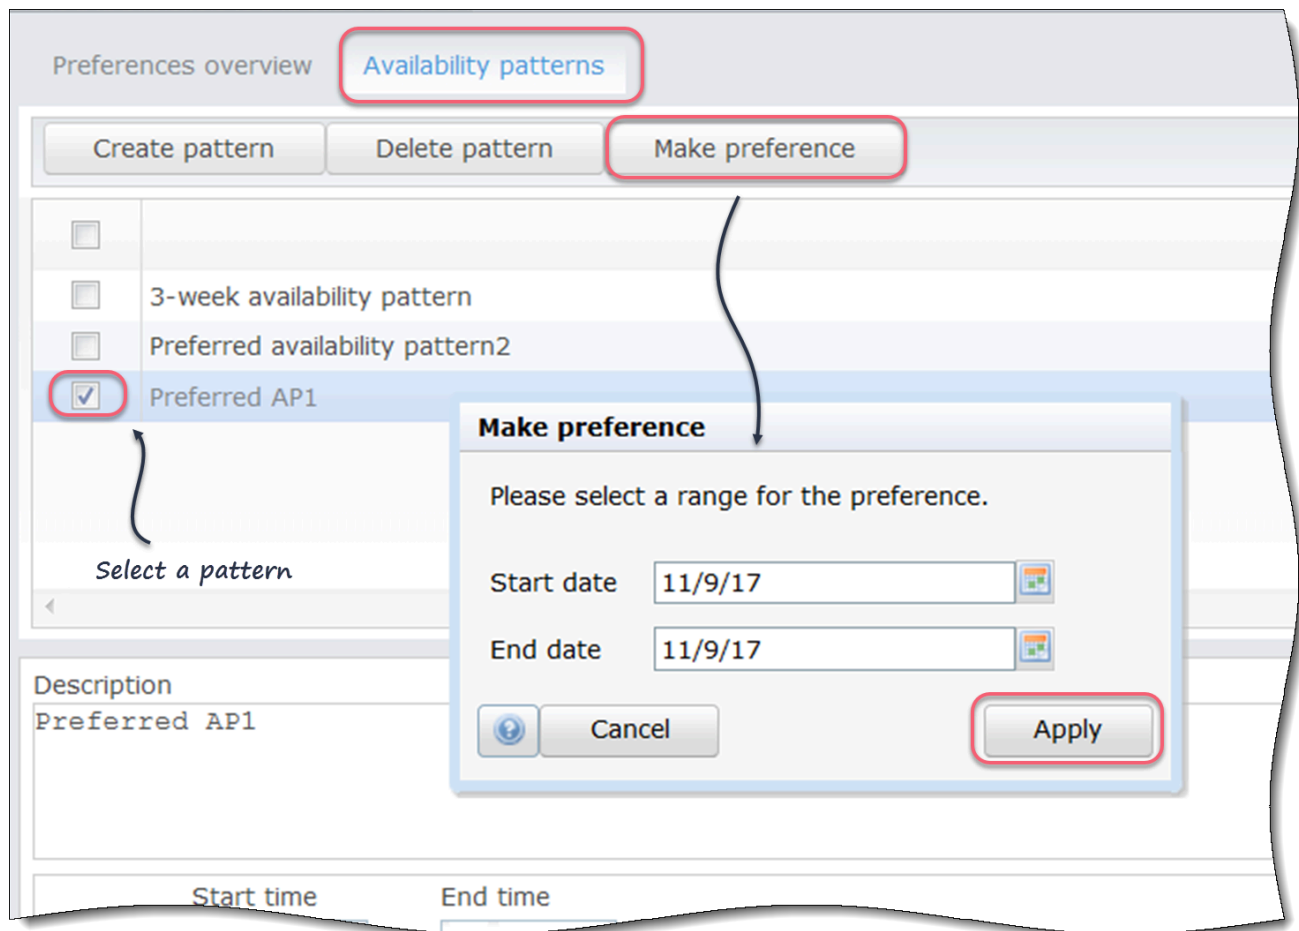 Preferences overview Availability patterns
Create pattern Delete pattern Make preference
3-week availability pattern
Preferred availability pattern2
Preferred AP1
Make preference
Please select a range for the preference.
Select a pattern
Start date 11/9/17
End date 11/9/17
? Cancel Apply
Description
Preferred AP1
Start time End time